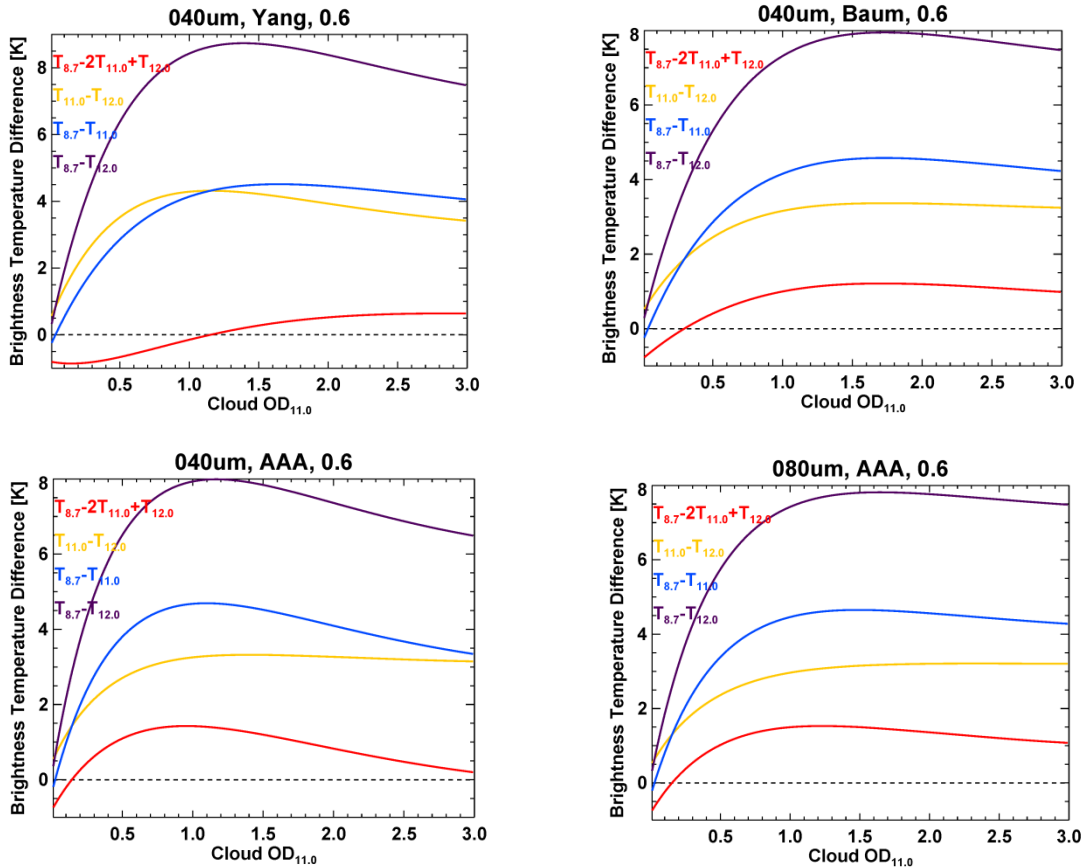 040um, Yang, 0.6
Brightness Temperature Difference [K]
8
6
4
2
0
T8.7-2T11.0+T12.0
T11.0-T12.0
T8.7-T11.0
T8.7-T12.0
0.5 1.0 1.5 2.0 2.5 3.0
Cloud OD11.0
040um, Baum, 0.6
Brightness Temperature Difference [K]
8
6
4
2
0
T8.7-2T11.0+T12.0
T11.0-T12.0
T8.7-T11.0
T8.7-T12.0
0.5 1.0 1.5 2.0 2.5 3.0
Cloud OD11.0
040um, AAA, 0.6
Brightness Temperature Difference [K]
8
6
4
2
0
T8.7-2T11.0+T12.0
T11.0-T12.0
T8.7-T11.0
T8.7-T12.0
0.5 1.0 1.5 2.0 2.5 3.0
Cloud OD11.0
080um, AAA, 0.6
Brightness Temperature Difference [K]
8
6
4
2
0
T8.7-2T11.0+T12.0
T11.0-T12.0
T8.7-T11.0
T8.7-T12.0
0.5 1.0 1.5 2.0 2.5 3.0
Cloud OD11.0